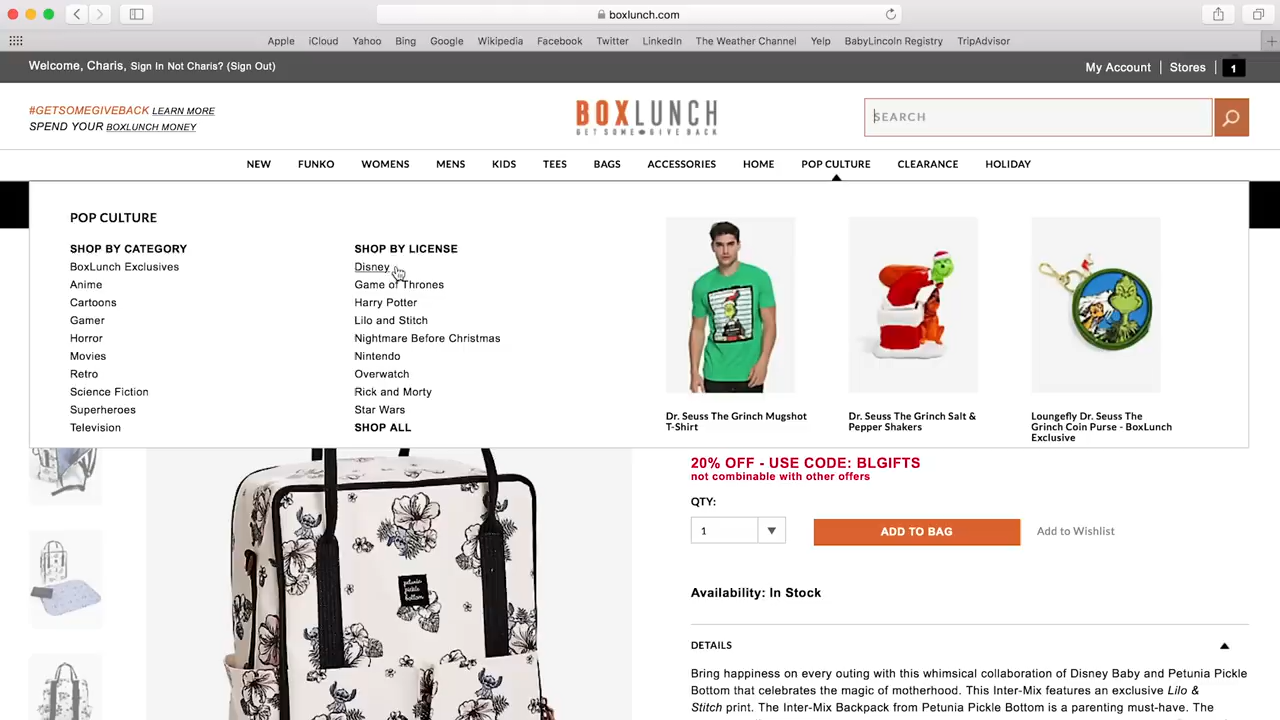 boxlunch.com
Apple iCloud Yahoo Bing Google Wikipedia Facebook Twitter LinkedIn The Weather Channel Yelp BabyLincoln Registry TripAdvisor
Welcome, Charis, Sign In Not Charis? (Sign Out)
My Account | Stores | 1
#GETSOMEGIVEBACK LEARN MORE
SPEND YOUR BOXLUNCH MONEY
BOXLUNCH
GET SOME GIVE BACK
SEARCH
NEW FUNKO WOMENS MENS KIDS TEES BAGS ACCESSORIES HOME POP CULTURE CLEARANCE HOLIDAY
POP CULTURE
SHOP BY CATEGORY
BoxLunch Exclusives
Anime
Cartoons
Gamer
Horror
Movies
Retro
Science Fiction
Superheroes
Television
SHOP BY LICENSE
Disney
Game of Thrones
Harry Potter
Lilo and Stitch
Nightmare Before Christmas
Nintendo
Overwatch
Rick and Morty
Star Wars
SHOP ALL
Dr. Seuss The Grinch Mugshot
T-Shirt
Dr. Seuss The Grinch Salt &
Pepper Shakers
Loungefly Dr. Seuss The
Grinch Coin Purse - BoxLunch
Exclusive
20% OFF - USE CODE: BLGIFTS
not combinable with other offers
QTY:
1
ADD TO BAG
Add to Wishlist
Availability: In Stock
DETAILS
Bring happiness on every outing with this whimsical collaboration of Disney Baby and Petunia Pickle
Bottom that celebrates the magic of motherhood. This Inter-Mix features an exclusive Lilo &
Stitch print. The Inter-Mix Backpack from Petunia Pickle Bottom is a parenting must-have. The
petunia
pickle
bottom